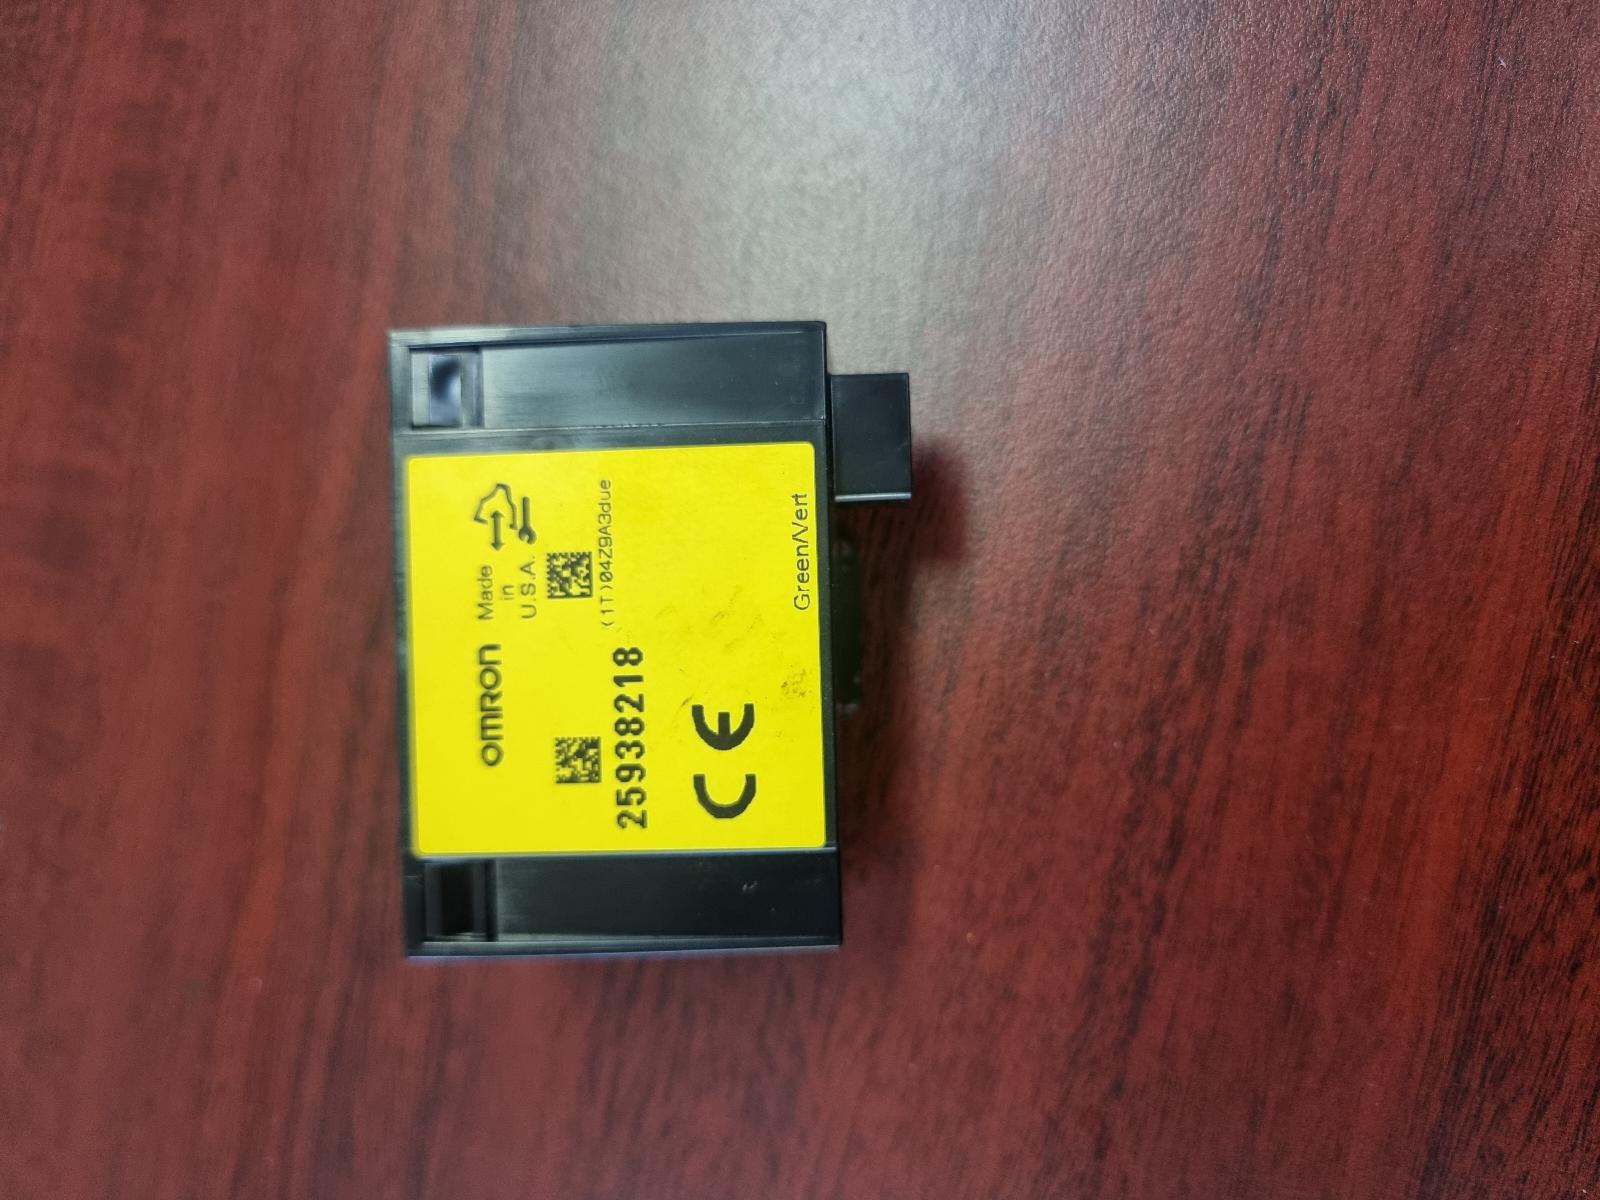 OMRON
Made
in
U.S.A.
(1T)04Z9A3due
25938218
CE
Green/Vert